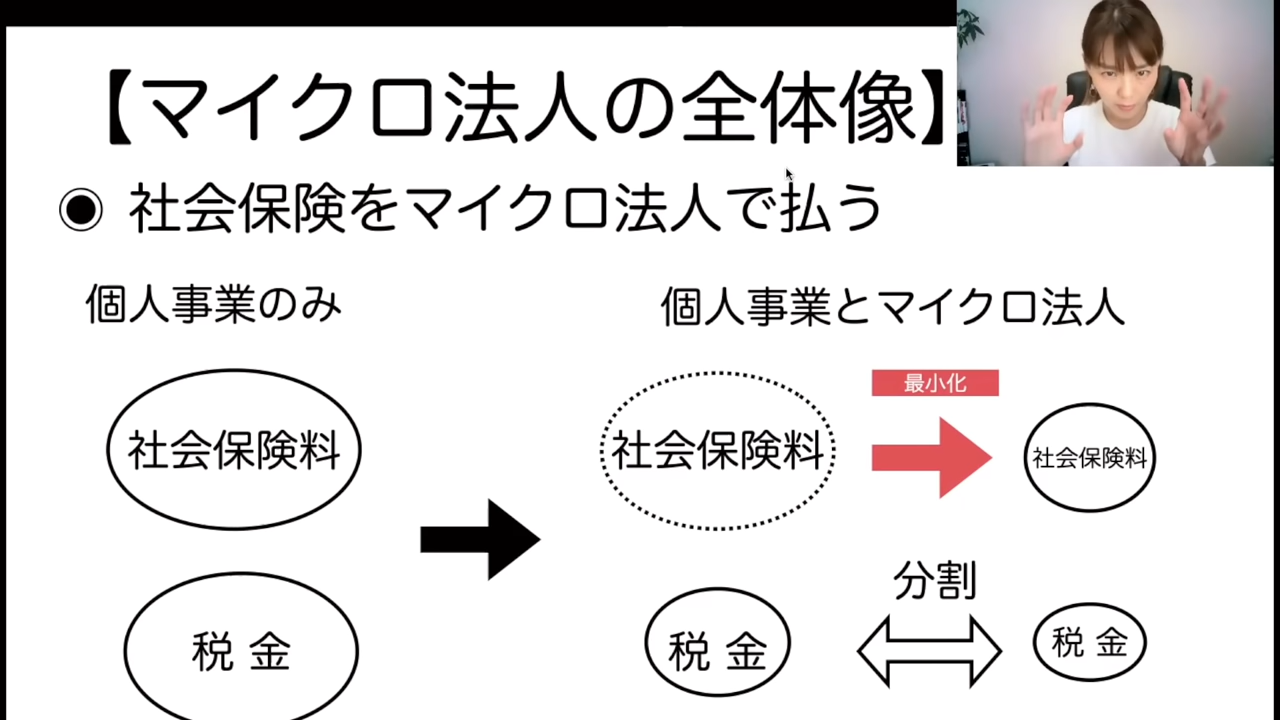 【マイクロ法人の全体像】
◉ 社会保険をマイクロ法人で払う
個人事業のみ
個人事業とマイクロ法人
社会保険料
社会保険料
最小化
社会保険料
税 金
税 金
分割
税 金